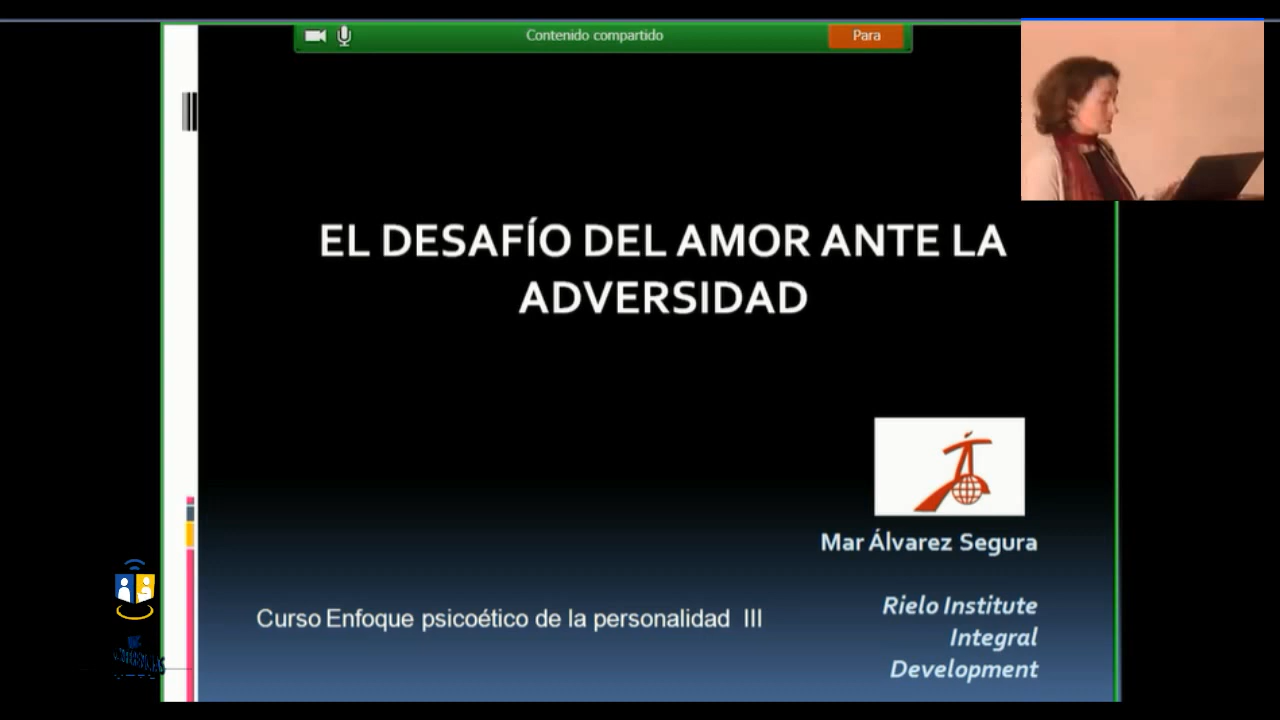 Contenido compartido
Para
EL DESAFÍO DEL AMOR ANTE LA
ADVERSIDAD
Mar Álvarez Segura
Curso Enfoque psicoético de la personalidad III
Rielo Institute
Integral
Development